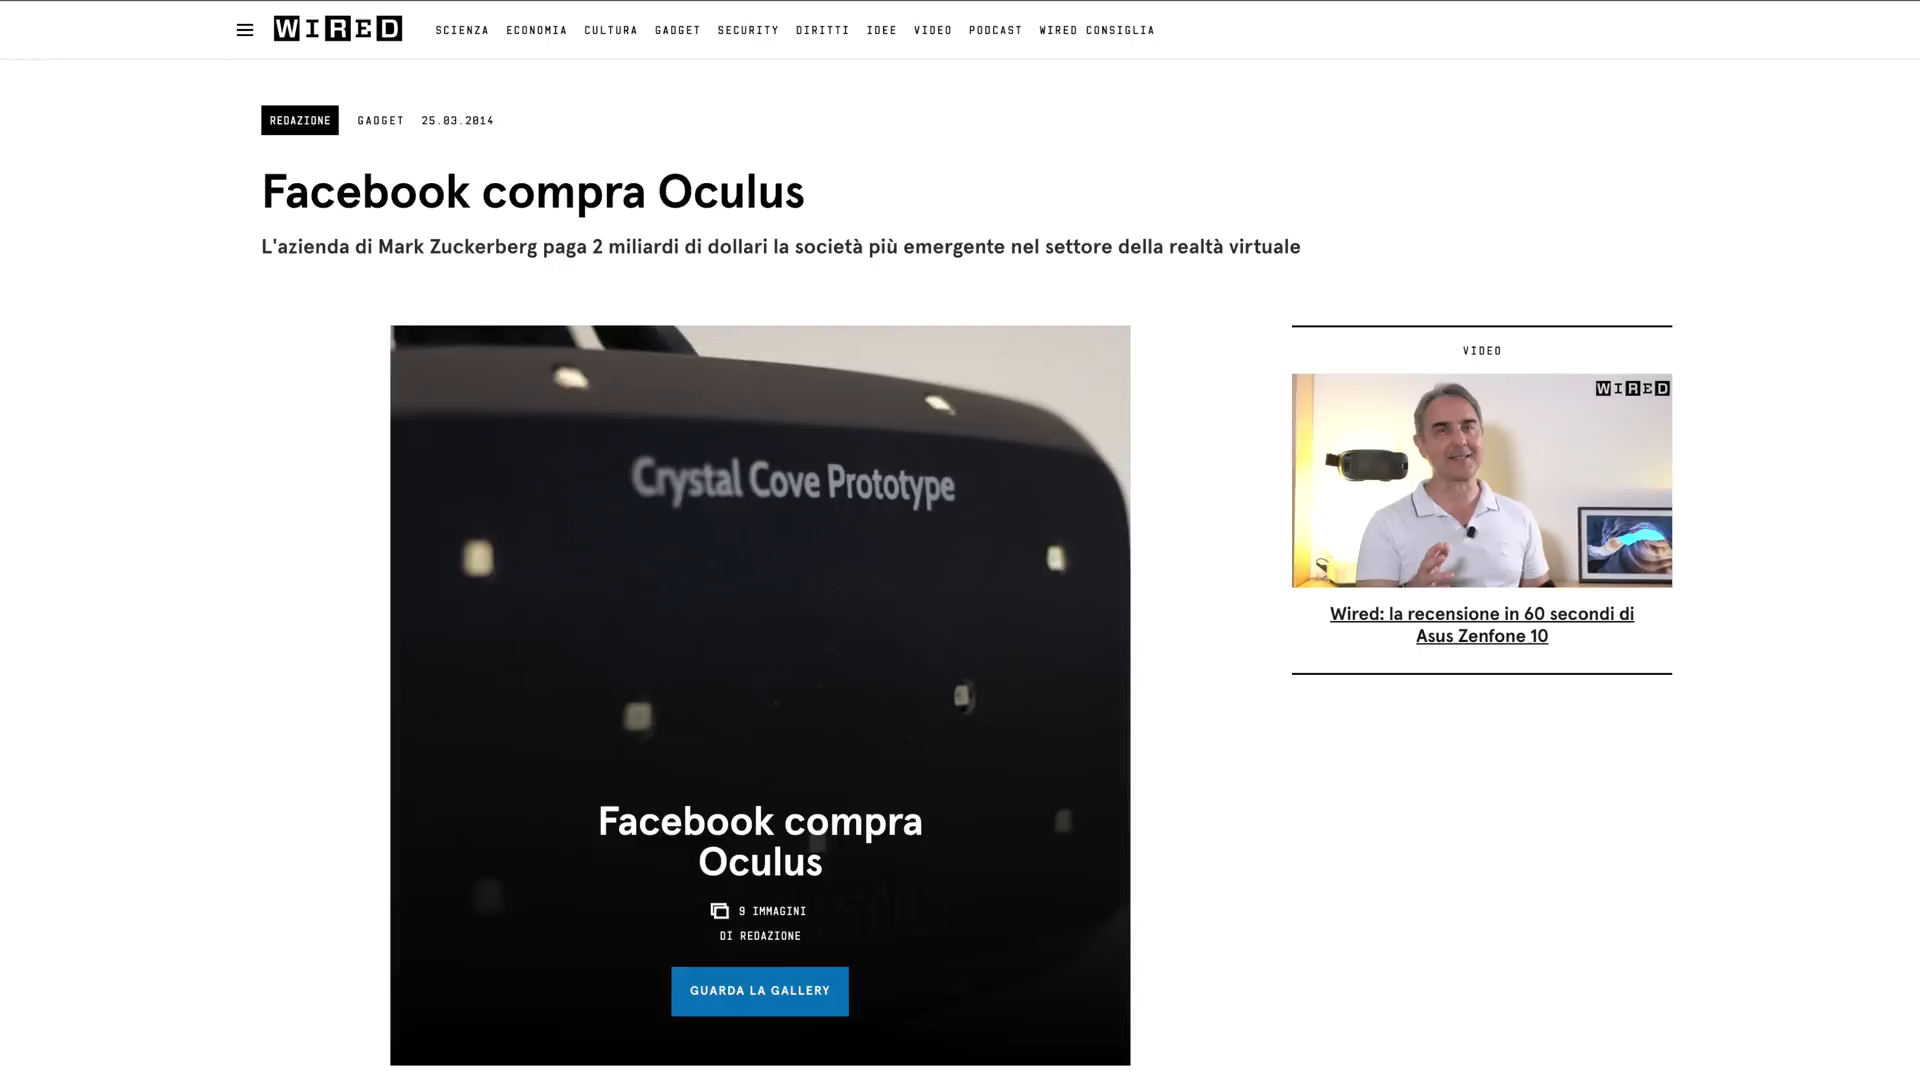 WIRED SCIENZA ECONOMIA CULTURA GADGET SECURITY DIRITTI IDEE VIDEO PODCAST WIRED CONSIGLIA
REDAZIONE GADGET 25.03.2014
Facebook compra Oculus
L'azienda di Mark Zuckerberg paga 2 miliardi di dollari la società più emergente nel settore della realtà virtuale
Crystal Cove Prototype
Facebook compra
Oculus
9 IMMAGINI
DI REDAZIONE
GUARDA LA GALLERY
VIDEO
WIRED
Wired: la recensione in 60 secondi di
Asus Zenfone 10